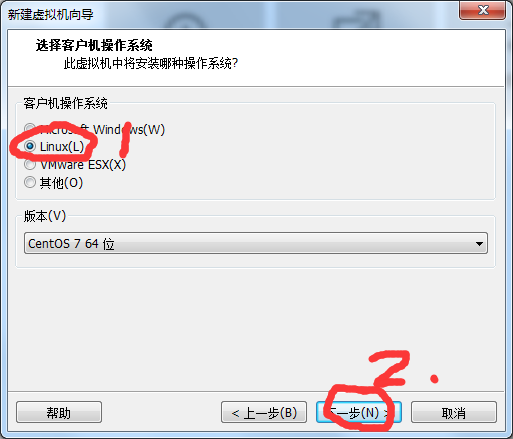 新建虚拟机向导
选择客户机操作系统
此虚拟机中将安装哪种操作系统?
客户机操作系统
Microsoft Windows(W)
Linux(L)
1
VMware ESX(X)
其他(O)
版本(V)
CentOS 7 64 位
2.
帮助
< 上一步(B)
下一步(N) >
取消